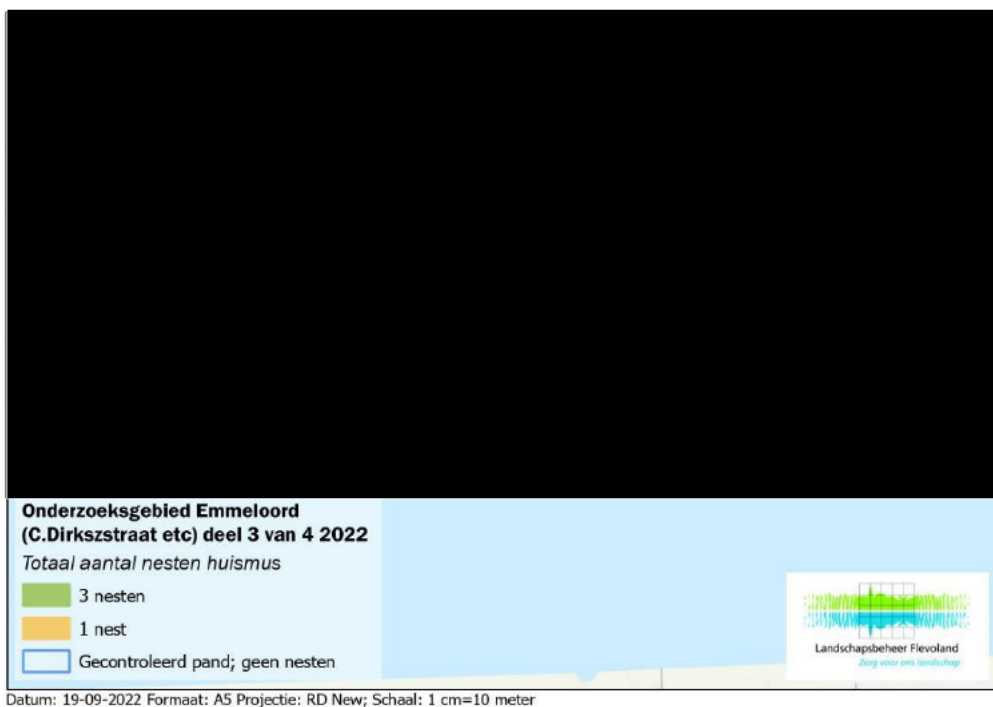 Onderzoeksgebied Emmeloord
(C.Dirkszstraat etc) deel 3 van 4 2022
Totaal aantal nesten huismus
3 nesten
1 nest
Gecontroleerd pand; geen nesten
Landschapsbeheer Flevoland
Zorg voor ons landschap
Datum: 19-09-2022 Formaat: A5 Projectie: RD New; Schaal: 1 cm=10 meter